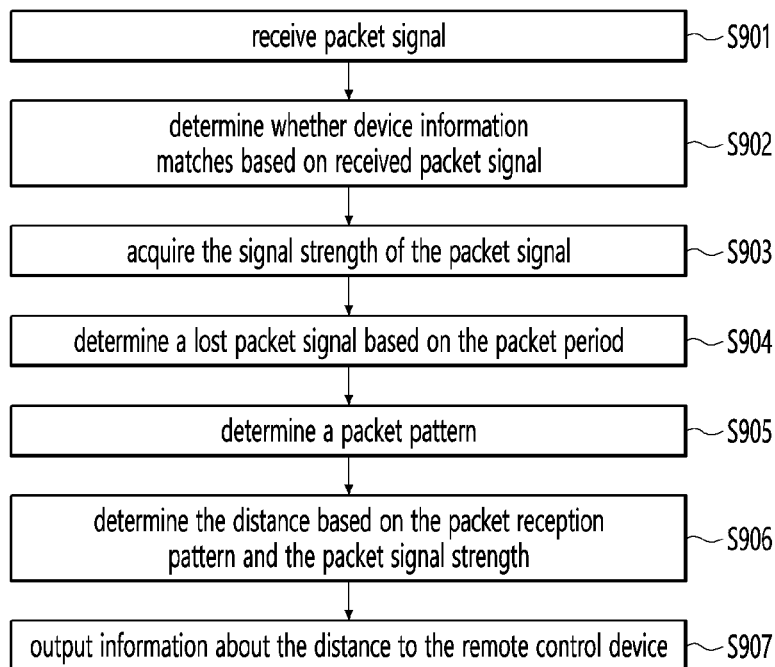 receive packet signal
S901
determine whether device information
matches based on received packet signal
S902
acquire the signal strength of the packet signal
S903
determine a lost packet signal based on the packet period
S904
determine a packet pattern
S905
determine the distance based on the packet reception
pattern and the packet signal strength
S906
output information about the distance to the remote control device
S907